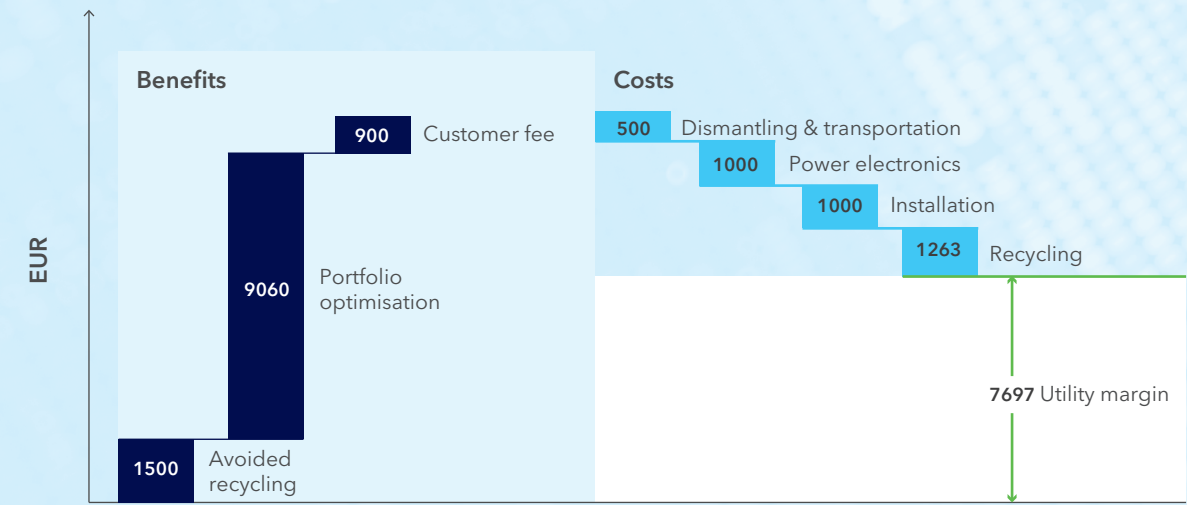 EUR
Benefits
900 Customer fee
9060
Portfolio
optimisation
1500
Avoided
recycling
Costs
500 Dismantling & transportation
1000 Power electronics
1000 Installation
1263 Recycling
7697 Utility margin